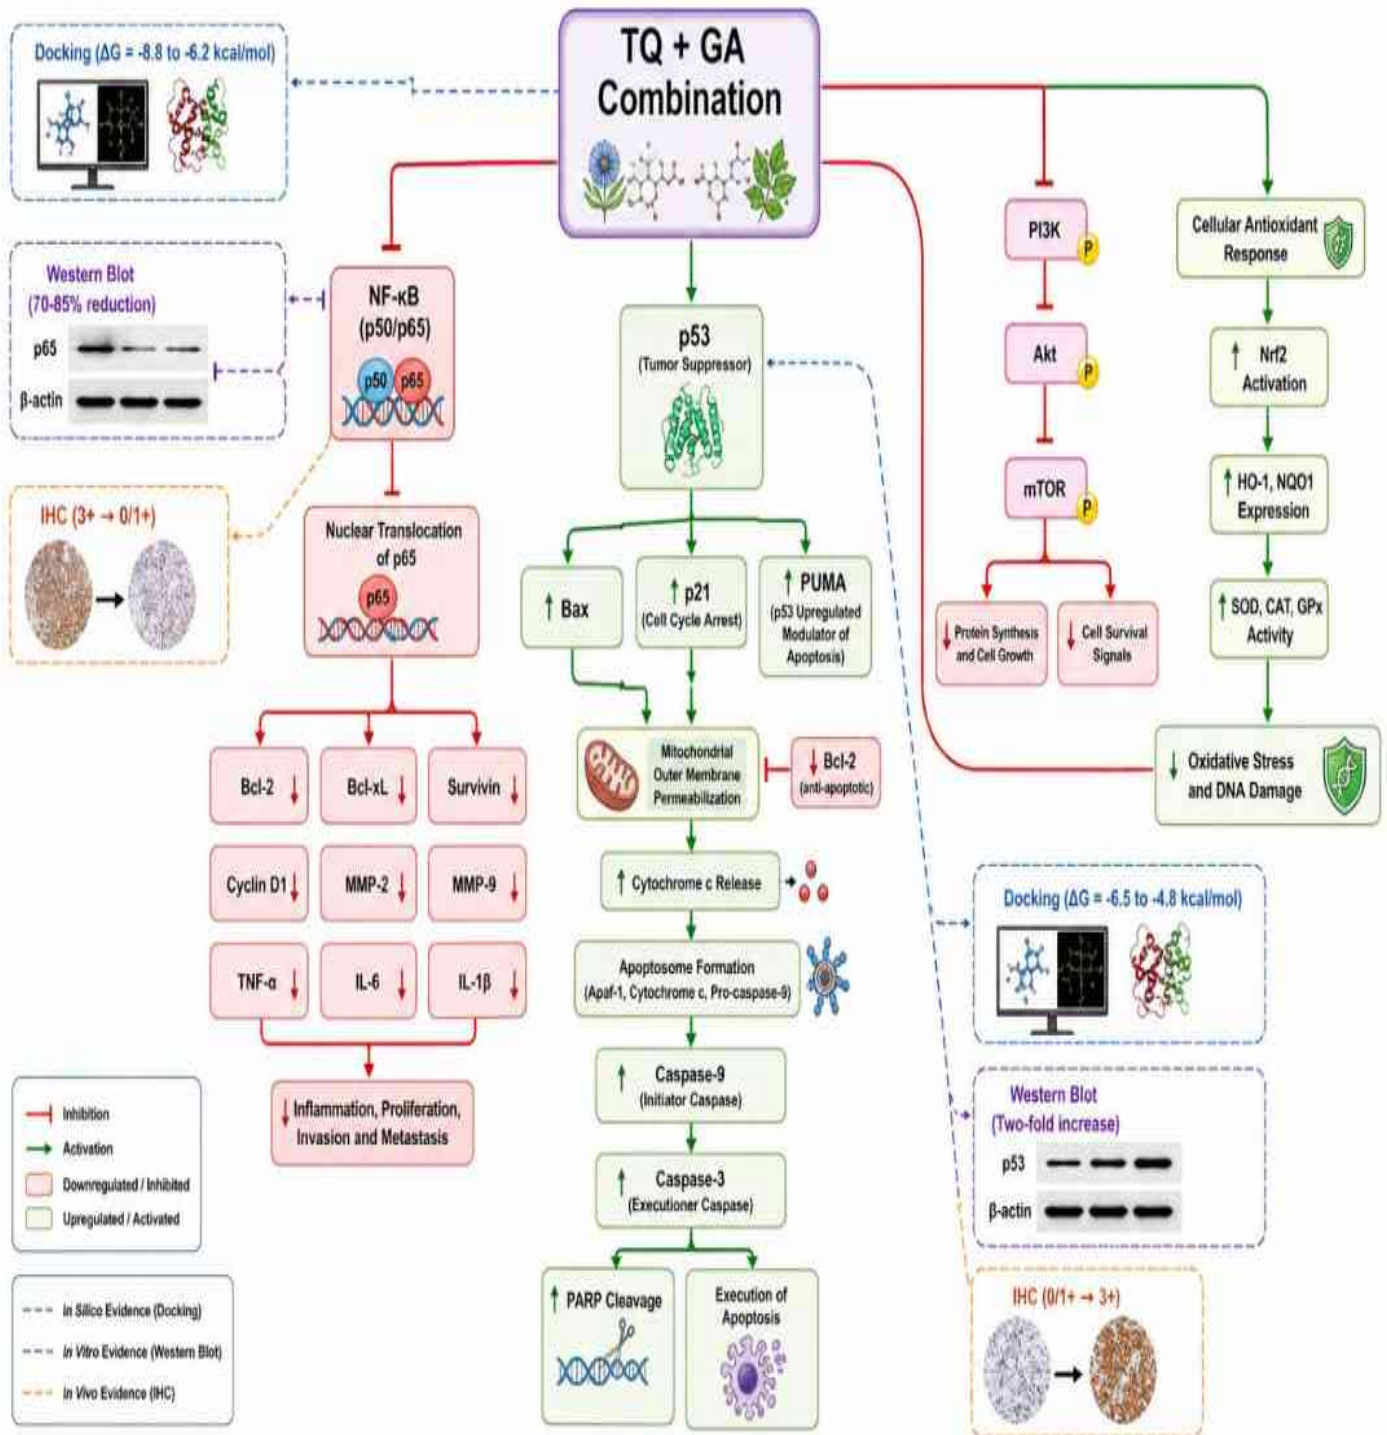 Docking (ΔG = -8.8 to -6.2 kcal/mol)
TQ + GA
Combination
Western Blot
(70-85% reduction)
p65
β-actin
IHC (3+ → 0/1+)
NF-κB
(p50/p65)
p50
p65
Nuclear Translocation
of p65
p65
Bcl-2 ↓
Bcl-xL ↓
Survivin ↓
Cyclin D1 ↓
MMP-2 ↓
MMP-9 ↓
TNF-α ↓
IL-6 ↓
IL-1β ↓
↓ Inflammation, Proliferation,
Invasion and Metastasis
p53
(Tumor Suppressor)
↑ Bax
↑ p21
(Cell Cycle Arrest)
↑ PUMA
(p53 Upregulated
Modulator of
Apoptosis)
Mitochondrial
Outer Membrane
Permeabilization
↓ Bcl-2
(anti-apoptotic)
↑ Cytochrome c Release
Apoptosome Formation
(Apaf-1, Cytochrome c, Pro-caspase-9)
↑ Caspase-9
(Initiator Caspase)
↑ Caspase-3
(Executioner Caspase)
↑ PARP Cleavage
Execution of
Apoptosis
PI3K
P
Akt
P
mTOR
P
↓ Protein Synthesis
and Cell Growth
↓ Cell Survival
Signals
Cellular Antioxidant
Response
↑ Nrf2
Activation
↑ HO-1, NQO1
Expression
↑ SOD, CAT, GPx
Activity
↓ Oxidative Stress
and DNA Damage
Docking (ΔG = -6.5 to -4.8 kcal/mol)
Western Blot
(Two-fold increase)
p53
β-actin
IHC (0/1+ → 3+)
Inhibition
Activation
Downregulated / Inhibited
Upregulated / Activated
In Silico Evidence (Docking)
In Vitro Evidence (Western Blot)
In Vivo Evidence (IHC)